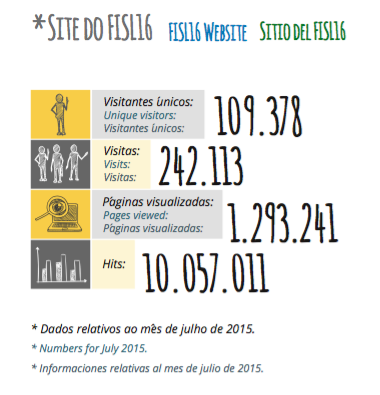 *Site do FISL16 FISL16 Website Sitio del FISL16
Visitantes únicos:
Unique visitors:
Visitantes únicos:
109.378
Visitas:
Visits:
Visitas:
242.113
Páginas visualizadas:
Pages viewed:
Páginas visualizadas:
1.293.241
Hits:
10.057.011
* Dados relativos ao mês de julho de 2015.
* Numbers for July 2015.
* Informaciones relativas al mes de julio de 2015.